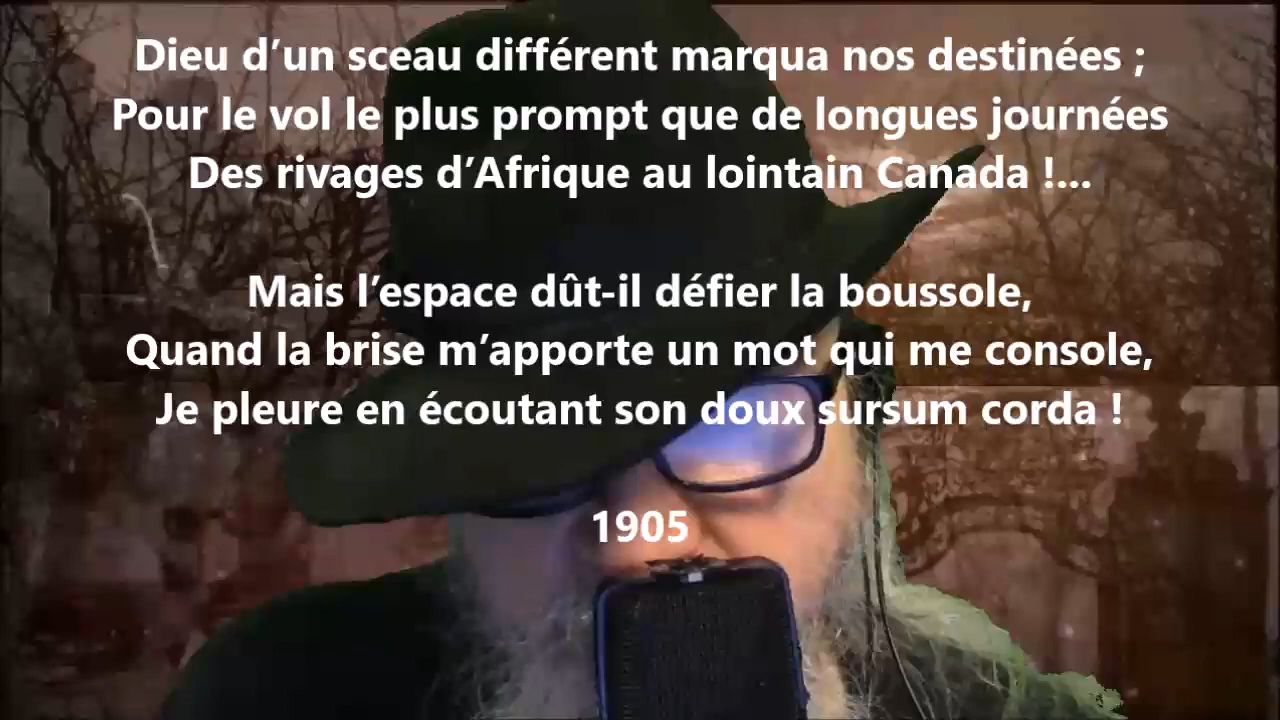 Dieu d’un sceau différent marqua nos destinées ;
Pour le vol le plus prompt que de longues journées
Des rivages d’Afrique au lointain Canada !...
Mais l’espace dût-il défier la boussole,
Quand la brise m’apporte un mot qui me console,
Je pleure en écoutant son doux sursum corda !
1905